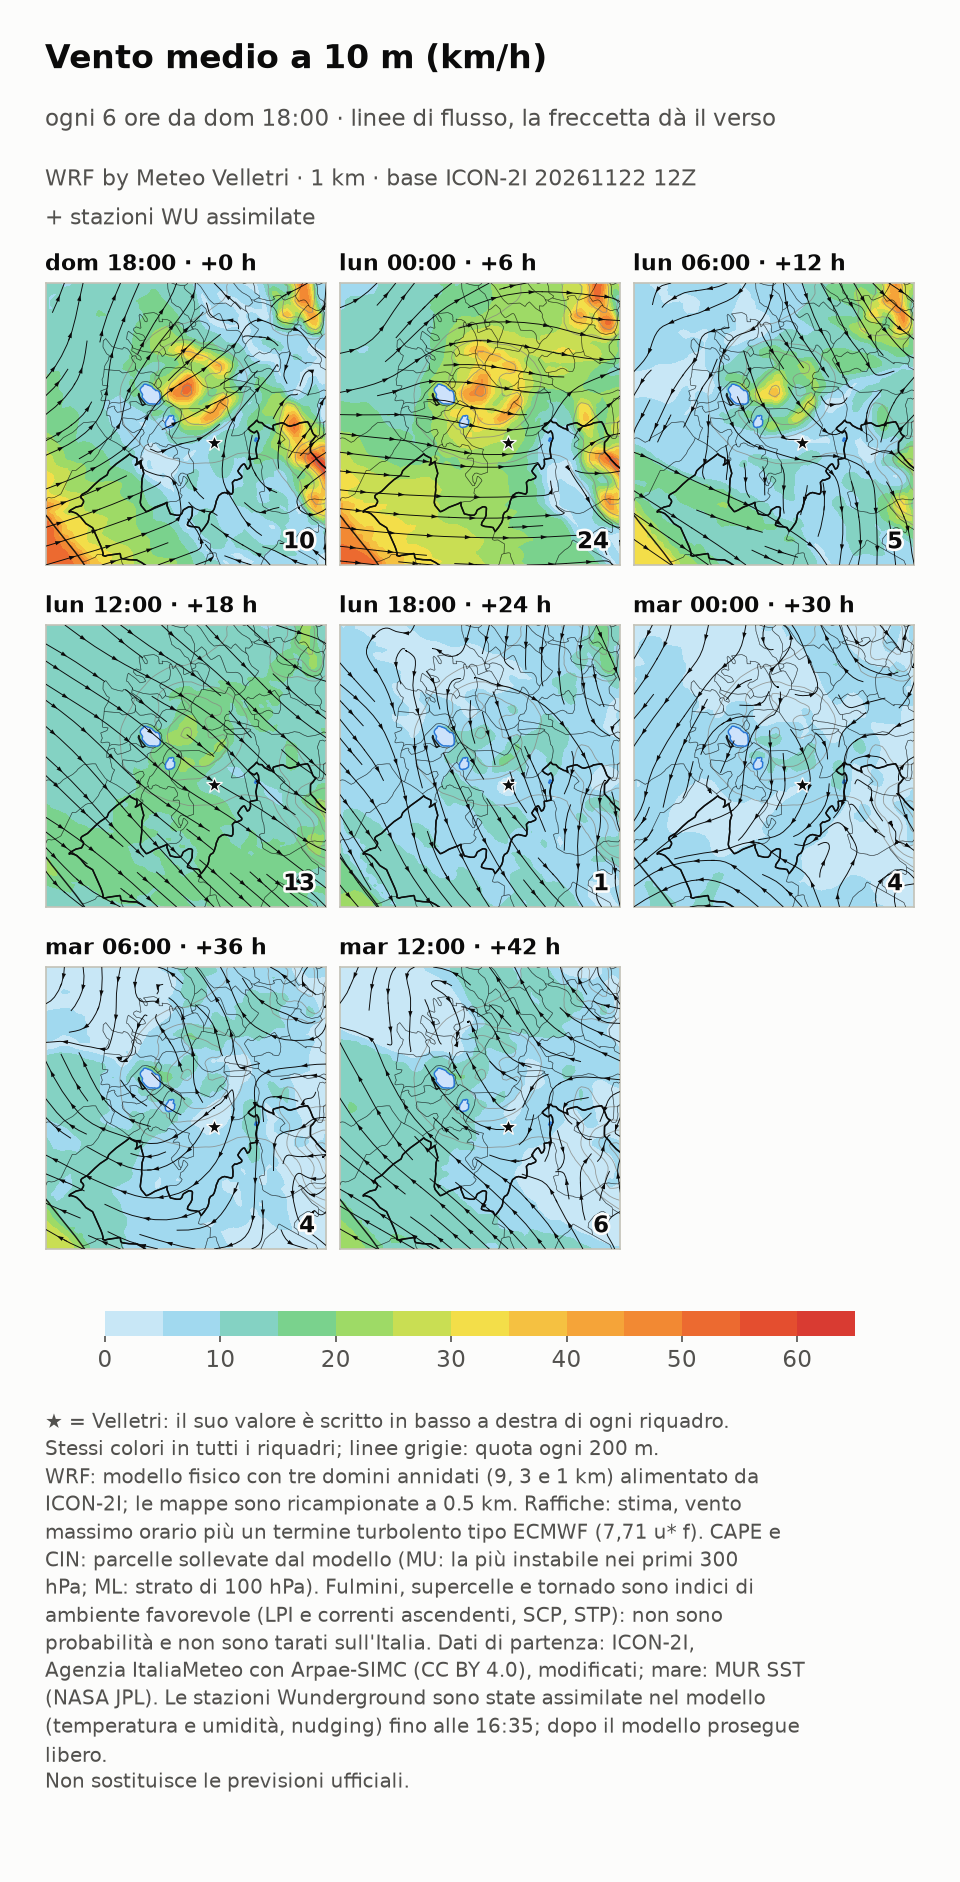 Vento medio a 10 m (km/h)
ogni 6 ore da dom 18:00 · linee di flusso, la freccetta dà il verso
WRF by Meteo Velletri · 1 km · base ICON-2I 20261122 12Z
+ stazioni WU assimilate
dom 18:00 · +0 h
lun 00:00 · +6 h
lun 06:00 · +12 h
10
24
5
lun 12:00 · +18 h
lun 18:00 · +24 h
mar 00:00 · +30 h
13
1
4
mar 06:00 · +36 h
mar 12:00 · +42 h
4
6
0 10 20 30 40 50 60
★ = Velletri: il suo valore è scritto in basso a destra di ogni riquadro.
Stessi colori in tutti i riquadri; linee grigie: quota ogni 200 m.
WRF: modello fisico con tre domini annidati (9, 3 e 1 km) alimentato da
ICON-2I; le mappe sono ricampionate a 0.5 km. Raffiche: stima, vento
massimo orario più un termine turbolento tipo ECMWF (7,71 u* f). CAPE e
CIN: parcelle sollevate dal modello (MU: la più instabile nei primi 300
hPa; ML: strato di 100 hPa). Fulmini, supercelle e tornado sono indici di
ambiente favorevole (LPI e correnti ascendenti, SCP, STP): non sono
probabilità e non sono tarati sull'Italia. Dati di partenza: ICON-2I,
Agenzia ItaliaMeteo con Arpae-SIMC (CC BY 4.0), modificati; mare: MUR SST
(NASA JPL). Le stazioni Wunderground sono state assimilate nel modello
(temperatura e umidità, nudging) fino alle 16:35; dopo il modello prosegue
libero.
Non sostituisce le previsioni ufficiali.